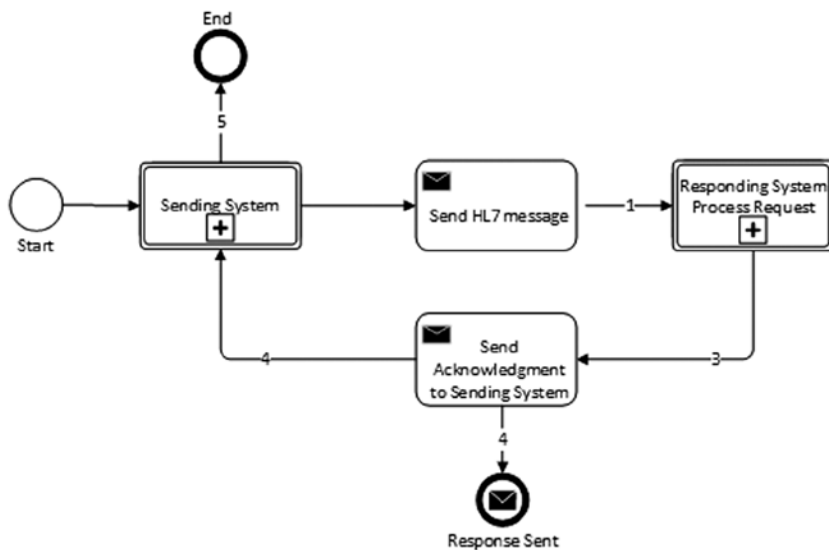 End
5
Start
Sending System
Send HL7 message
1
Responding System
Process Request
4
Send
Acknowledgment
to Sending System
3
4
Response Sent